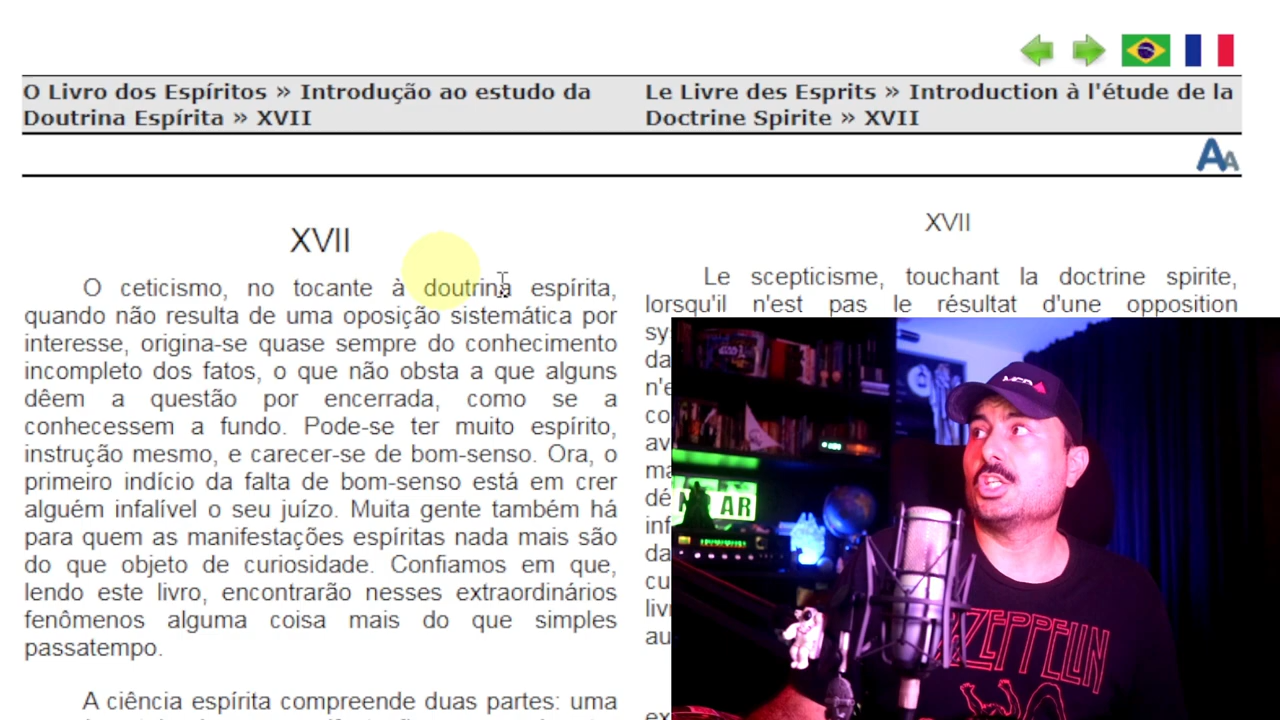 O Livro dos Espíritos » Introdução ao estudo da
Doutrina Espírita » XVII
Le Livre des Esprits » Introduction à l'étude de la
Doctrine Spirite » XVII
AA
XVII
O ceticismo, no tocante à doutrina espírita,
quando não resulta de uma oposição sistemática por
interesse, origina-se quase sempre do conhecimento
incompleto dos fatos, o que não obsta a que alguns
dêem a questão por encerrada, como se a
conhecessem a fundo. Pode-se ter muito espírito,
instrução mesmo, e carecer-se de bom-senso. Ora, o
primeiro indício da falta de bom-senso está em crer
alguém infalível o seu juízo. Muita gente também há
para quem as manifestações espíritas nada mais são
do que objeto de curiosidade. Confiamos em que,
lendo este livro, encontrarão nesses extraordinários
fenômenos alguma coisa mais do que simples
passatempo.
A ciência espírita compreende duas partes: uma
XVII
Le scepticisme, touchant la doctrine spirite,
lorsqu'il n'est pas le résultat d'une opposition
AR
ZEPPELIN